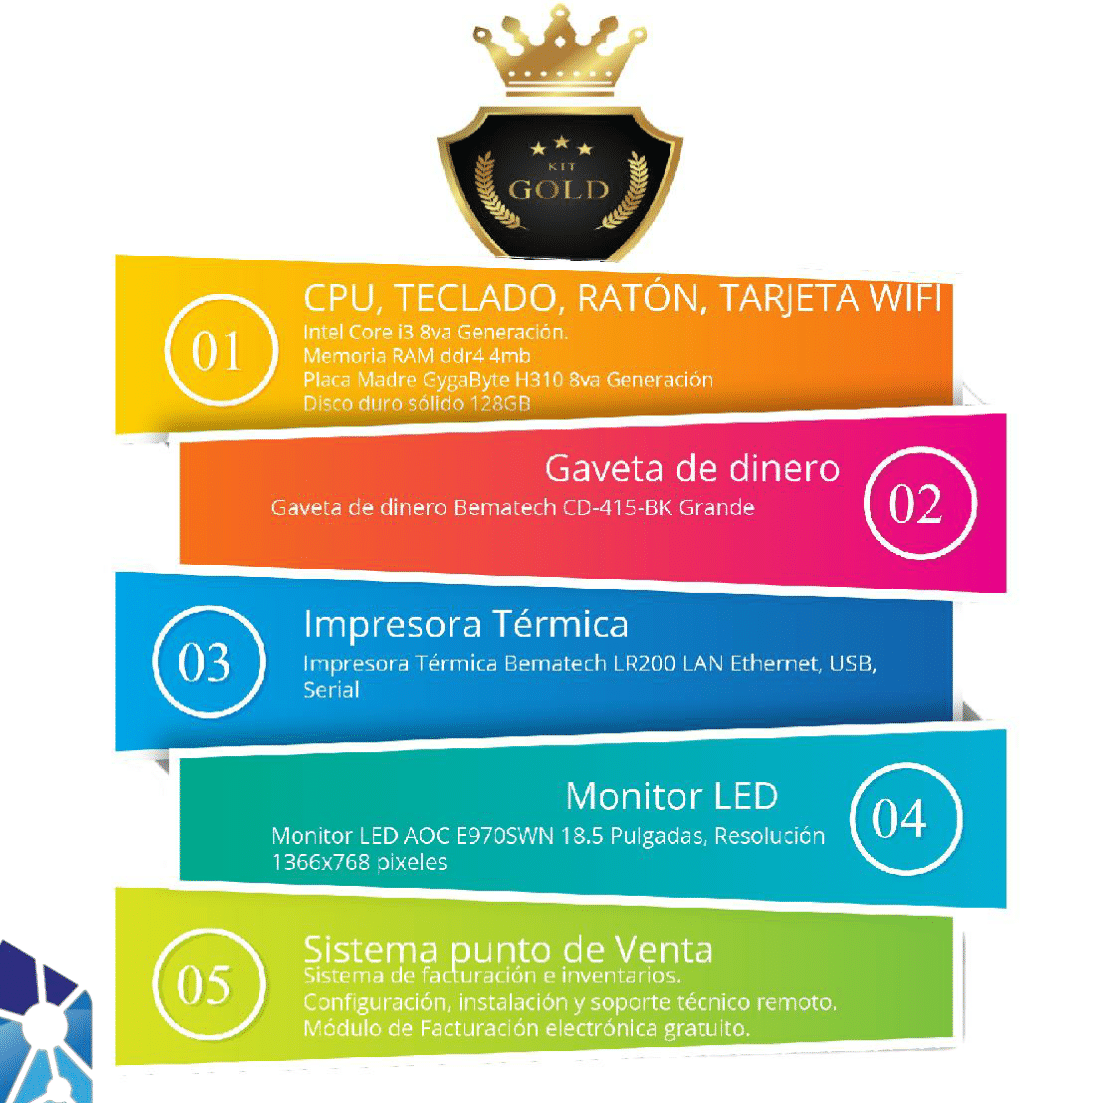 KIT
GOLD
01
CPU, TECLADO, RATÓN, TARJETA WIFI
Intel Core i3 8va Generación.
Memoria RAM ddr4 4mb
Placa Madre GygaByte H310 8va Generación
Disco duro sólido 128GB
Gaveta de dinero
Gaveta de dinero Bematech CD-415-BK Grande
02
03
Impresora Térmica
Impresora Térmica Bematech LR200 LAN Ethernet, USB,
Serial
Monitor LED
Monitor LED AOC E970SWN 18.5 Pulgadas, Resolución
1366x768 pixeles
04
05
Sistema punto de Venta
Sistema de facturación e inventarios.
Configuración, instalación y soporte técnico remoto.
Módulo de Facturación electrónica gratuito.